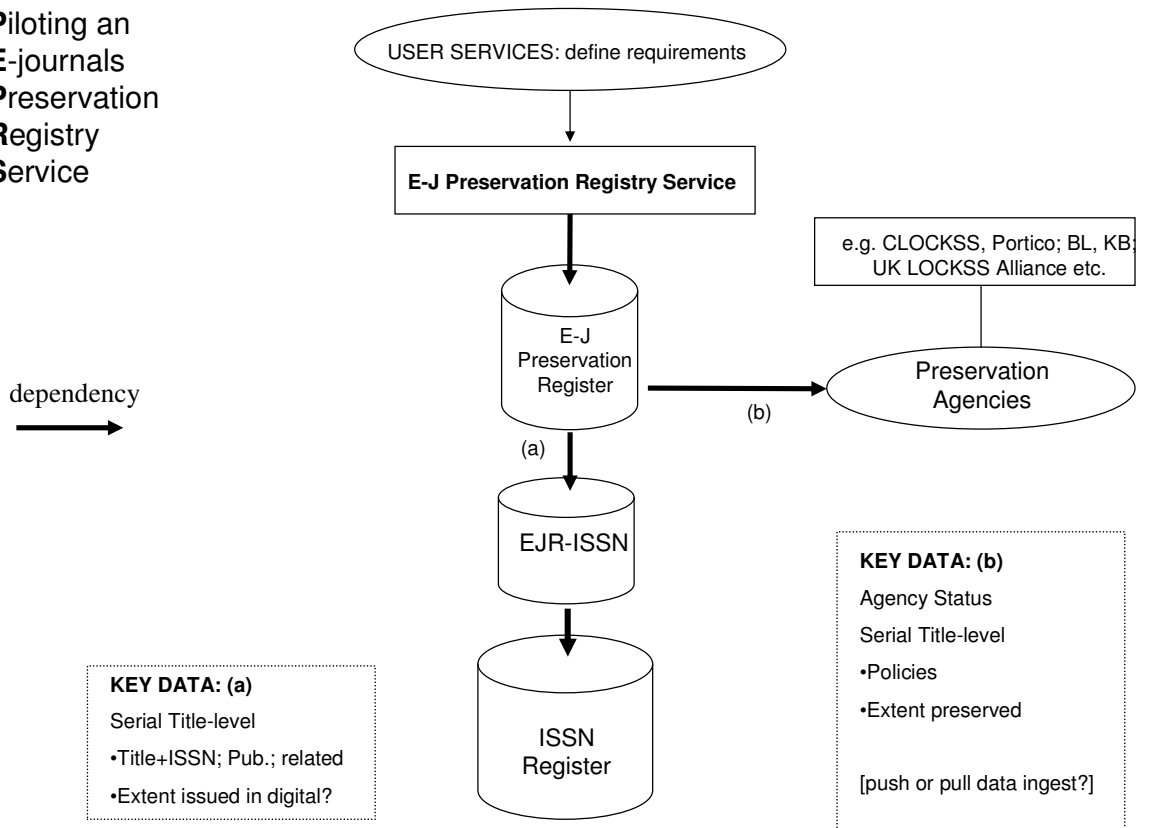 Piloting an
E-journals
Preservation
Registry
Service
USER SERVICES: define requirements
E-J Preservation Registry Service
e.g. CLOCKSS, Portico; BL, KB;
UK LOCKSS Alliance etc.
E-J
Preservation
Register
Preservation
Agencies
dependency
(b)
(a)
EJR-ISSN
ISSN
Register
KEY DATA: (a)
Serial Title-level
•Title+ISSN; Pub.; related
•Extent issued in digital?
KEY DATA: (b)
Agency Status
Serial Title-level
•Policies
•Extent preserved
[push or pull data ingest?]